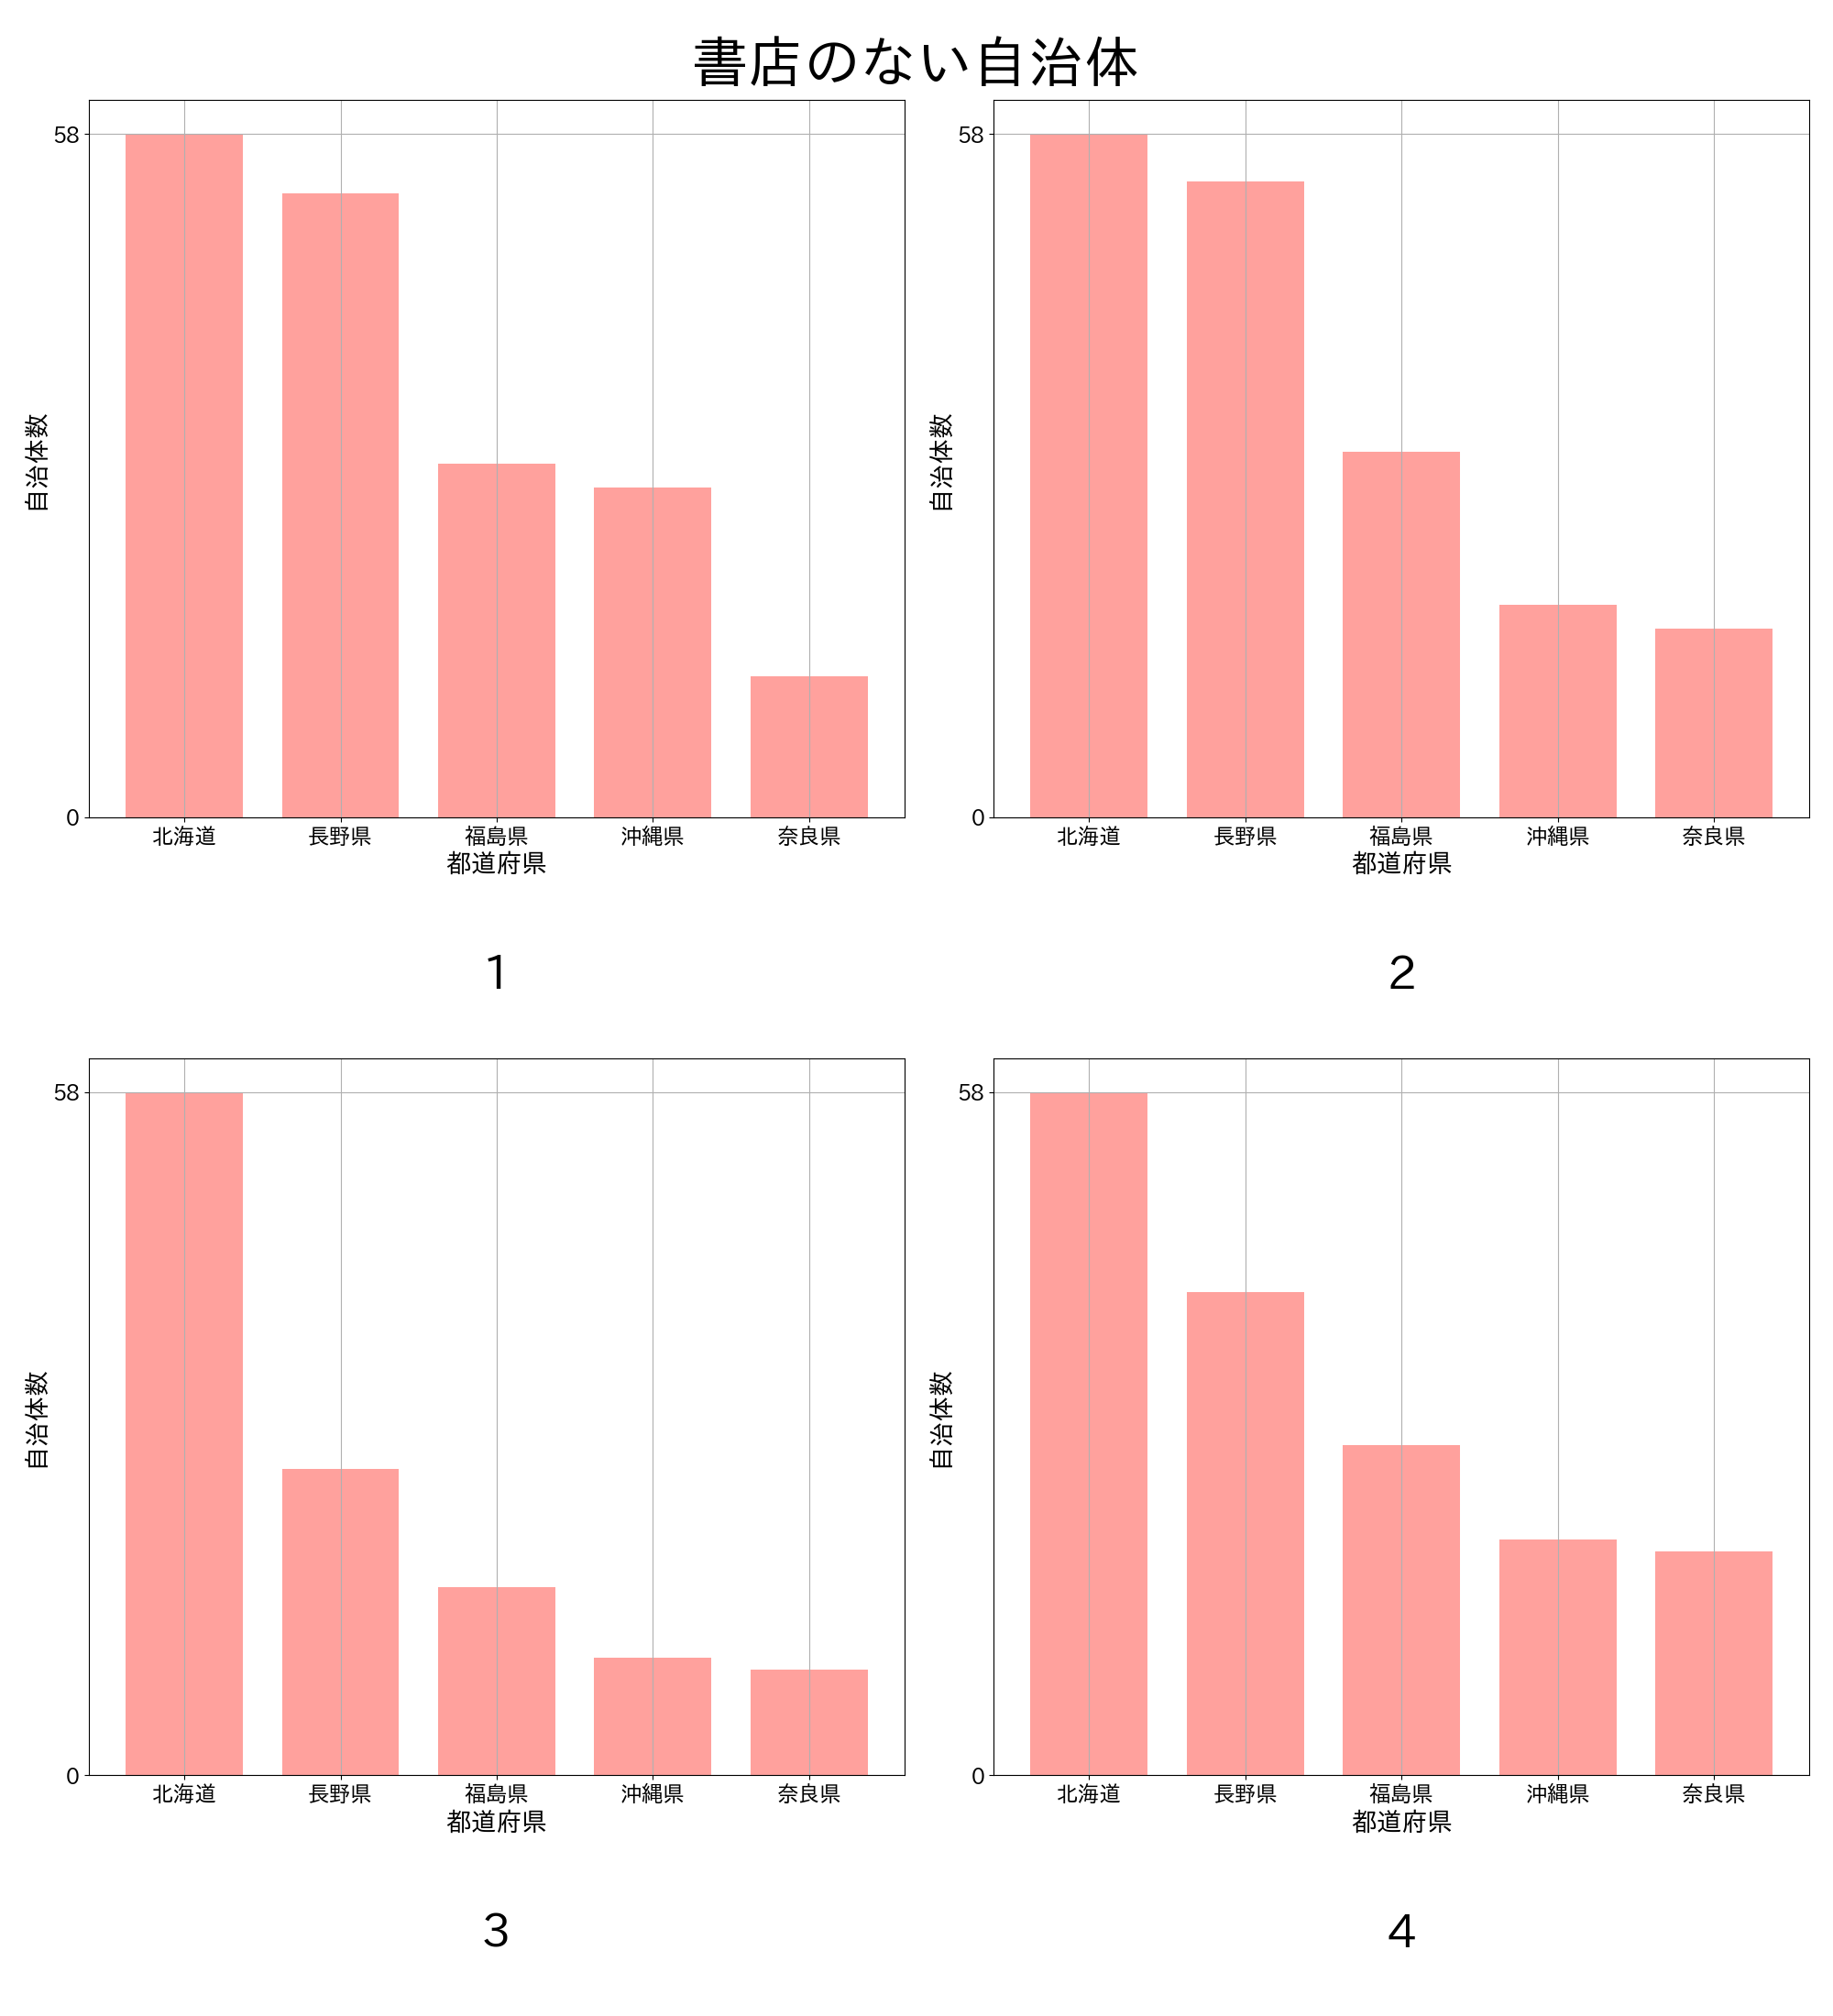 書店のない自治体
58
0
自治体数
北海道 長野県 福島県 沖縄県 奈良県
都道府県
1
58
0
自治体数
北海道 長野県 福島県 沖縄県 奈良県
都道府県
2
58
0
自治体数
北海道 長野県 福島県 沖縄県 奈良県
都道府県
3
58
0
自治体数
北海道 長野県 福島県 沖縄県 奈良県
都道府県
4